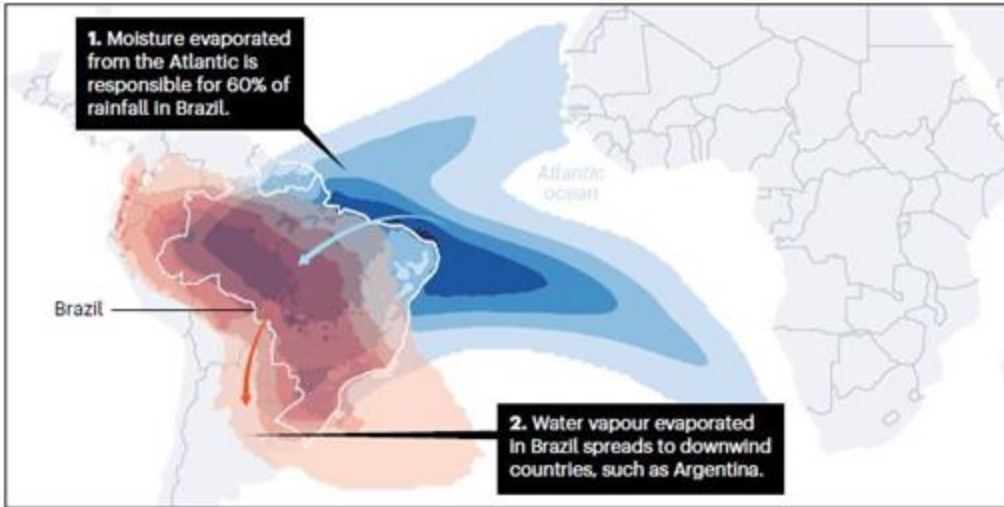 1. Moisture evaporated
from the Atlantic is
responsible for 60% of
rainfall in Brazil.
Atlantic
ocean
Brazil
2. Water vapour evaporated
in Brazil spreads to downwind
countries, such as Argentina.